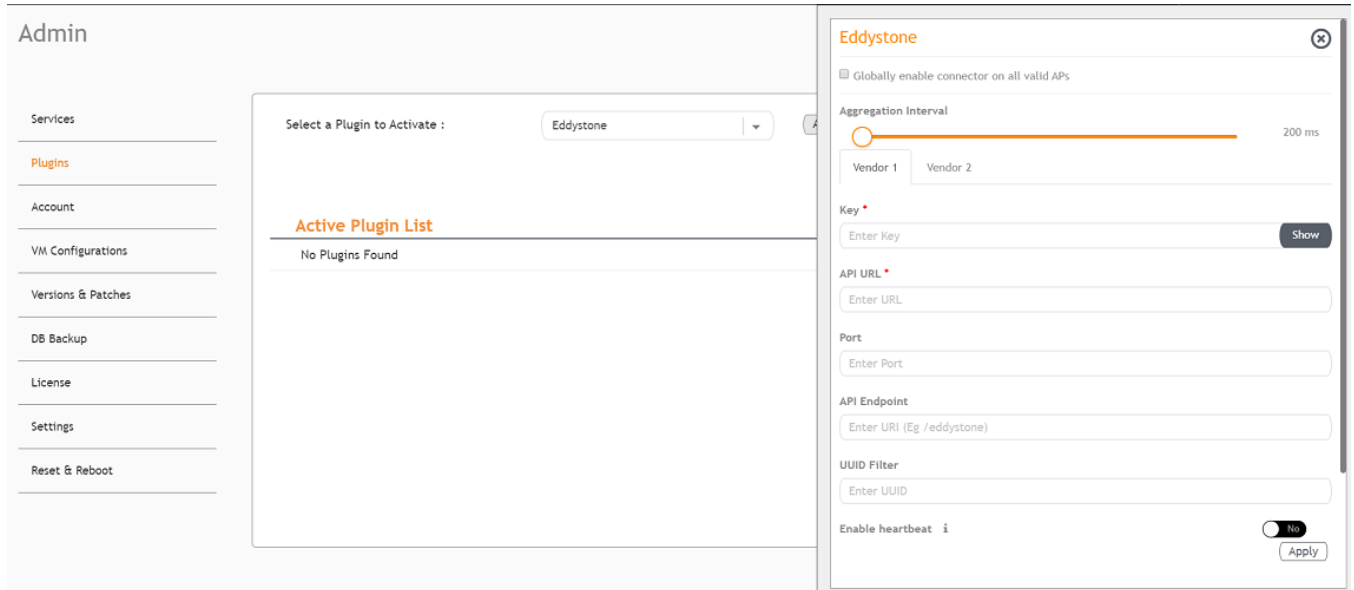 Admin
Services
Plugins
Account
VM Configurations
Versions & Patches
DB Backup
License
Settings
Reset & Reboot
Select a Plugin to Activate :
Eddystone
Active Plugin List
No Plugins Found
Eddystone
Globally enable connector on all valid APs
Aggregation Interval
200 ms
Vendor 1 Vendor 2
Key *
Enter Key Show
API URL *
Enter URL
Port
Enter Port
API Endpoint
Enter URI (Eg /eddystone)
UUID Filter
Enter UUID
Enable heartbeat i No
Apply